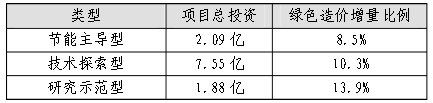 类型 项目总投资 绿色造价增量比例
节能主导型 2.09亿 8.5%
技术探索型 7.55亿 10.3%
研究示范型 1.88亿 13.9%